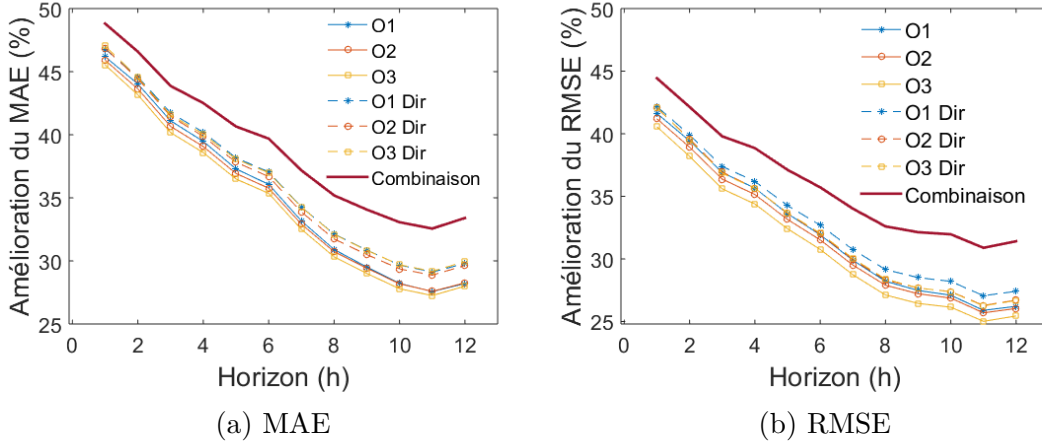 Amélioration du MAE (%)
50
45
40
35
30
25
0
2
4
6
8
10
12
Horizon (h)
O1
O2
O3
O1 Dir
O2 Dir
O3 Dir
Combinaison
(a) MAE
Amélioration du RMSE (%)
50
45
40
35
30
25
0
2
4
6
8
10
12
Horizon (h)
O1
O2
O3
O1 Dir
O2 Dir
O3 Dir
Combinaison
(b) RMSE